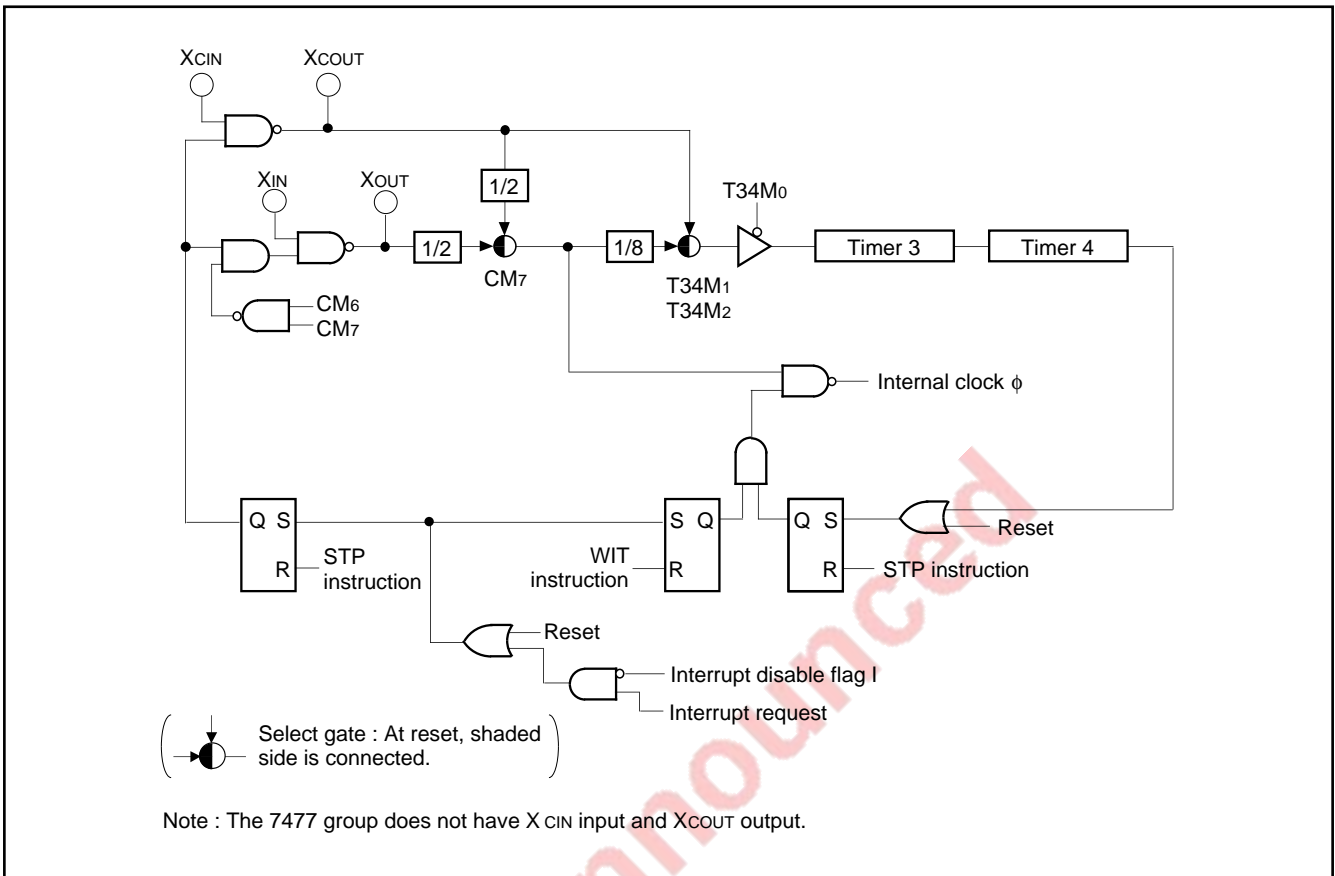 XCIN XCOUT
XIN XOUT
1/2
T34M0
1/2
1/8
Timer 3
Timer 4
CM7
T34M1
T34M2
CM6
CM7
Internal clock ϕ
Q S
R
STP
instruction
S Q
R
WIT
instruction
Q S
R
Reset
STP instruction
Reset
Interrupt disable flag I
Interrupt request
Select gate : At reset, shaded
side is connected.
Note : The 7477 group does not have X CIN input and XCOUT output.
nnounced